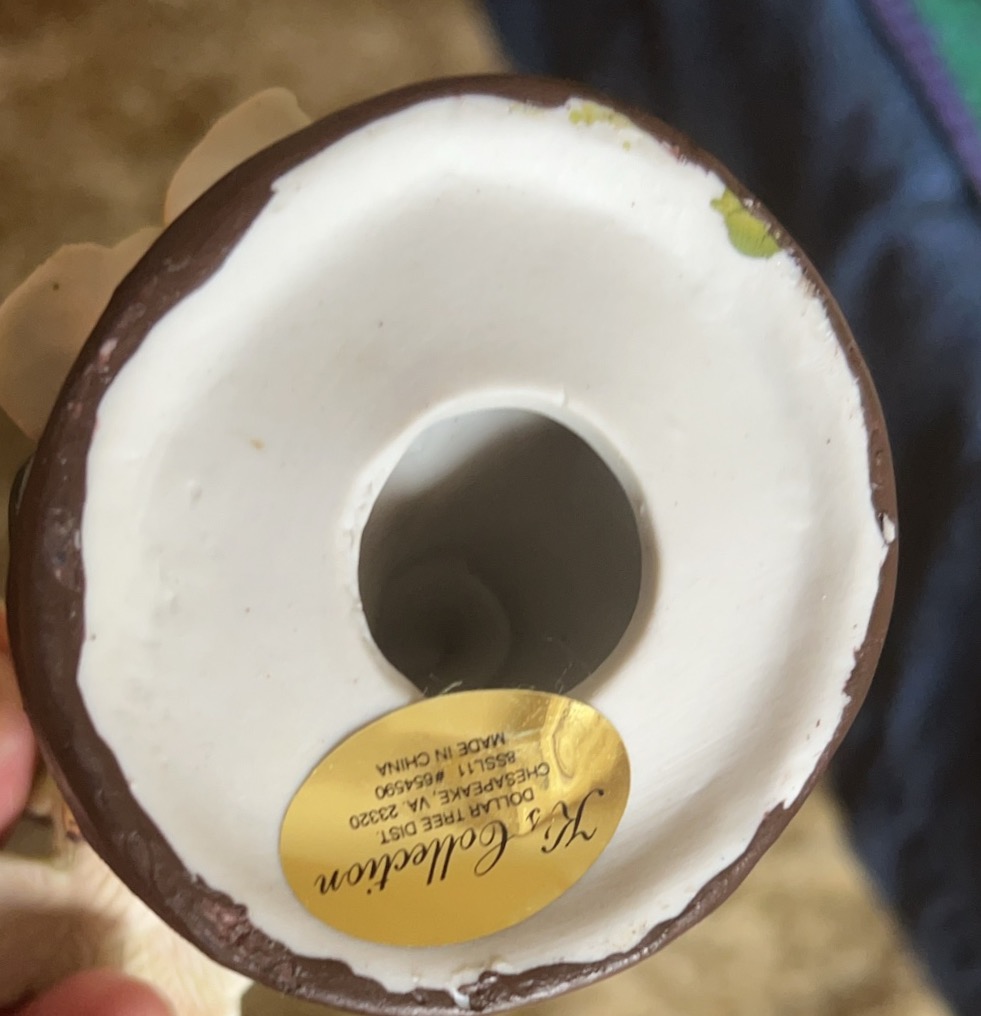 K's Collection
DOLLAR TREE DIST.
CHESAPEAKE, VA. 23320
8SSL11 #654590
MADE IN CHINA